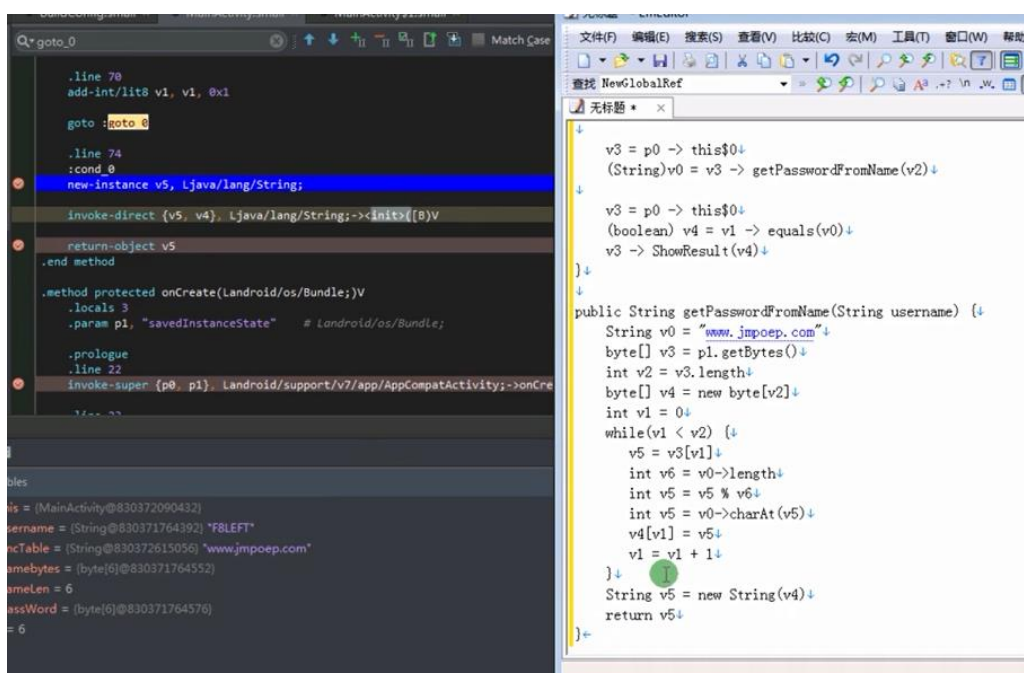 goto_0
Match Case
.line 70
add-int/lit8 v1, v1, 0x1
goto :goto_0
.line 74
:cond_0
new-instance v5, Ljava/lang/String;
invoke-direct {v5, v4}, Ljava/lang/String;-><init>([B)V
return-object v5
.end method
.method protected onCreate(Landroid/os/Bundle;)V
.locals 3
.param p1, "savedInstanceState" # Landroid/os/Bundle;
.prologue
.line 22
invoke-super {p0, p1}, Landroid/support/v7/app/AppCompatActivity;->onCre
= {MainActivity@830372090432}
= {String@830371764392} "F8LEFT"
= {String@830372615056} "www.jmpoep.com"
= {byte[6]@830371764552}
= 6
= {byte[6]@830371764576}
= 6
文件(F) 编辑(E) 搜索(S) 查看(V) 比较(C) 宏(M) 工具(T) 窗口(W) 帮助
查找 NewGlobalRef
无标题 *
v3 = p0 -> this$0
(String)v0 = v3 -> getPasswordFromName(v2)
v3 = p0 -> this$0
(boolean) v4 = v1 -> equals(v0)
v3 -> ShowResult(v4)
}
public String getPasswordFromName(String username) {
String v0 = "www.jmpoep.com"
byte[] v3 = p1.getBytes()
int v2 = v3.length
byte[] v4 = new byte[v2]
int v1 = 0
while(v1 < v2) {
v5 = v3[v1]
int v6 = v0->length
int v5 = v5 % v6
int v5 = v0->charAt(v5)
v4[v1] = v5
v1 = v1 + 1
}
String v5 = new String(v4)
return v5
}